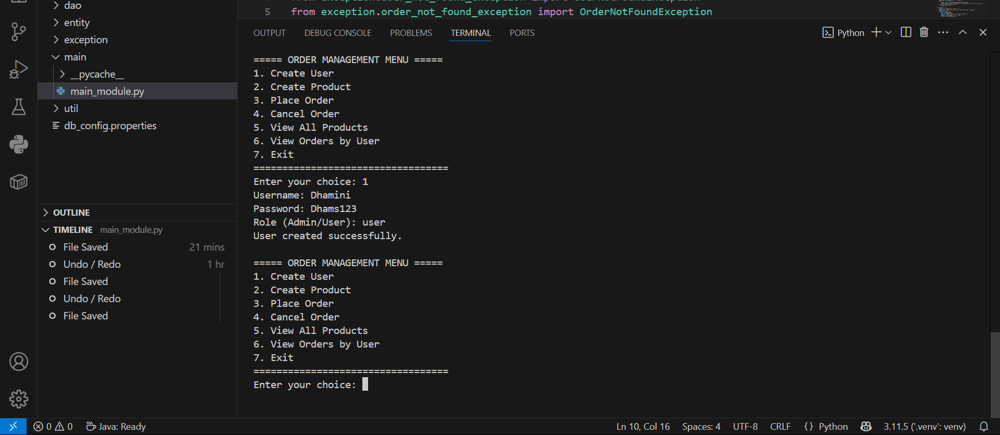 dao
entity
exception
main
__pycache__
main_module.py
util
db_config.properties
OUTLINE
TIMELINE main_module.py
File Saved 21 mins
Undo / Redo 1 hr
File Saved
Undo / Redo
File Saved
5 from exception.order_not_found_exception import OrderNotFoundException
OUTPUT DEBUG CONSOLE PROBLEMS TERMINAL PORTS Python
===== ORDER MANAGEMENT MENU =====
1. Create User
2. Create Product
3. Place Order
4. Cancel Order
5. View All Products
6. View Orders by User
7. Exit
==================================
Enter your choice: 1
Username: Dhamini
Password: Dhams123
Role (Admin/User): user
User created successfully.
===== ORDER MANAGEMENT MENU =====
1. Create User
2. Create Product
3. Place Order
4. Cancel Order
5. View All Products
6. View Orders by User
7. Exit
==================================
Enter your choice:
0 0 Java: Ready Ln 10, Col 16 Spaces: 4 UTF-8 CRLF {} Python 3.11.5 ('.venv': venv)